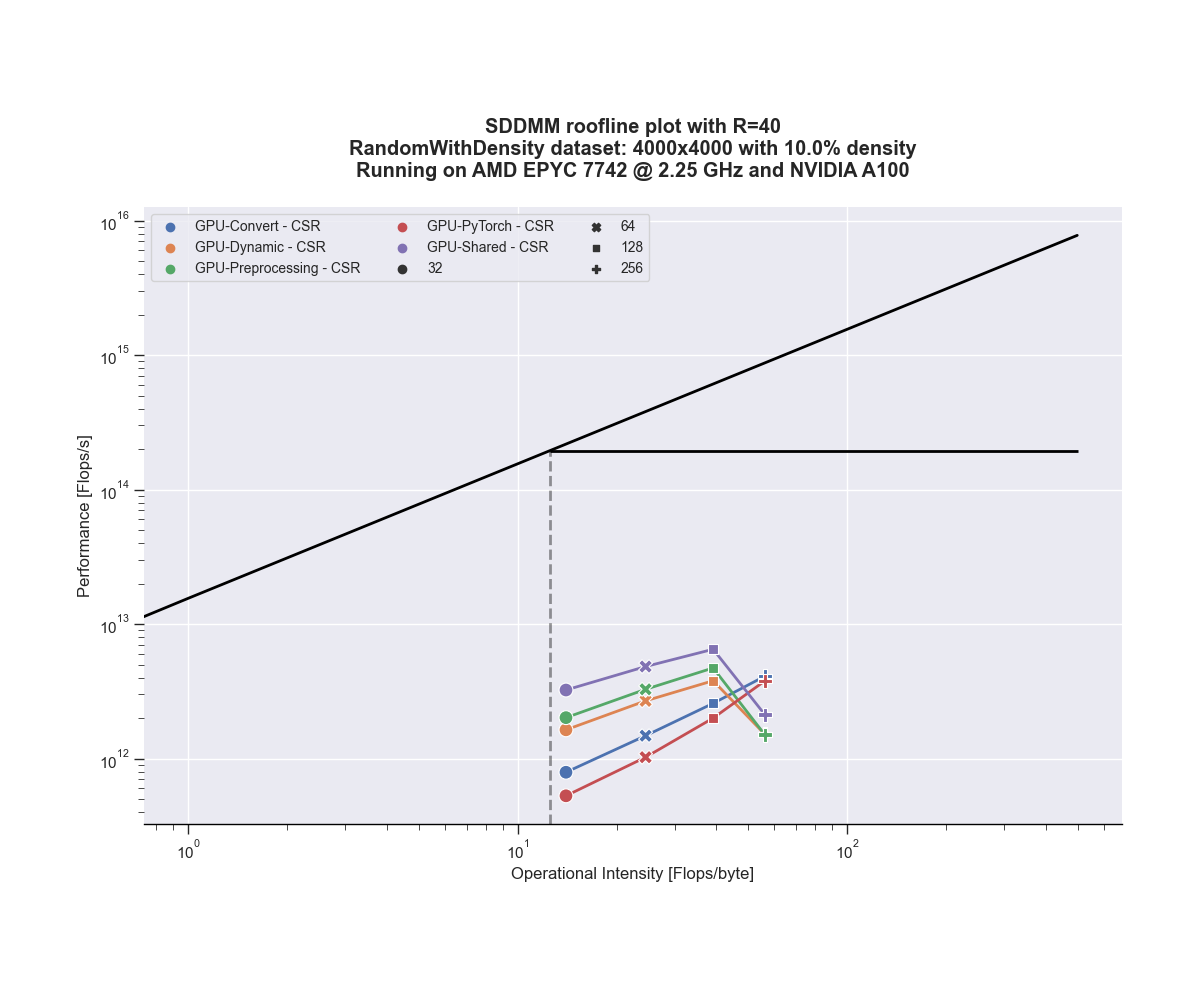 SDDMM roofline plot with R=40
RandomWithDensity dataset: 4000x4000 with 10.0% density
Running on AMD EPYC 7742 @ 2.25 GHz and NVIDIA A100
GPU-Convert - CSR
GPU-Dynamic - CSR
GPU-Preprocessing - CSR
GPU-PyTorch - CSR
GPU-Shared - CSR
32
64
128
256
Performance [Flops/s]
10^16
10^15
10^14
10^13
10^12
10^0
10^1
10^2
Operational Intensity [Flops/byte]